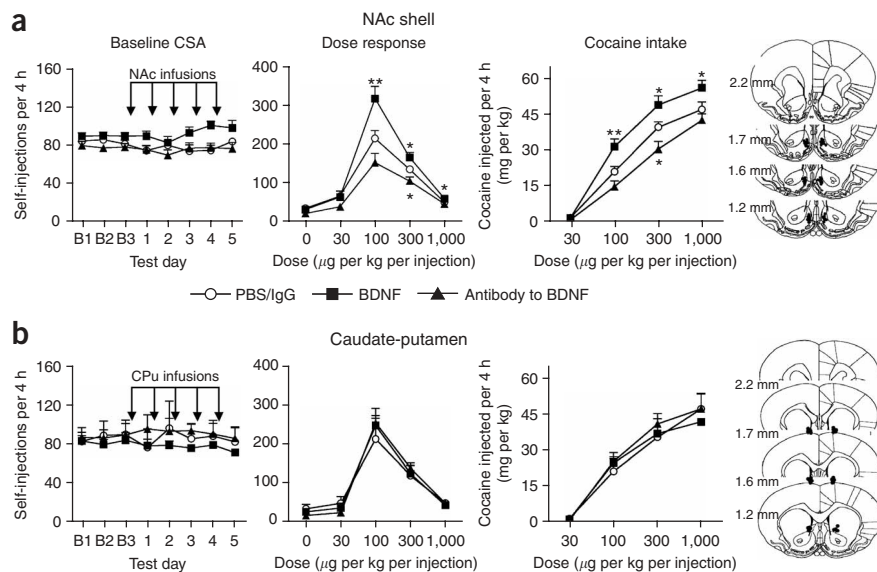 a
NAc shell
Baseline CSA
Dose response
Cocaine intake
NAc infusions
Self-injections per 4 h
160
120
80
40
0
B1 B2 B3 1 2 3 4 5
Test day
400
300
200
100
0
**
*
*
*
0 30 100 300 1,000
Dose (μg per kg per injection)
Cocaine injected per 4 h
(mg per kg)
60
45
30
15
0
**
*
*
*
30 100 300 1,000
Dose (μg per kg per injection)
2.2 mm
1.7 mm
1.6 mm
1.2 mm
PBS/IgG BDNF Antibody to BDNF
b
Caudate-putamen
CPu infusions
Self-injections per 4 h
160
120
80
40
0
B1 B2 B3 1 2 3 4 5
Test day
400
300
200
100
0
0 30 100 300 1,000
Dose (μg per kg per injection)
Cocaine injected per 4 h
(mg per kg)
60
45
30
15
0
30 100 300 1,000
Dose (μg per kg per injection)
2.2 mm
1.7 mm
1.6 mm
1.2 mm